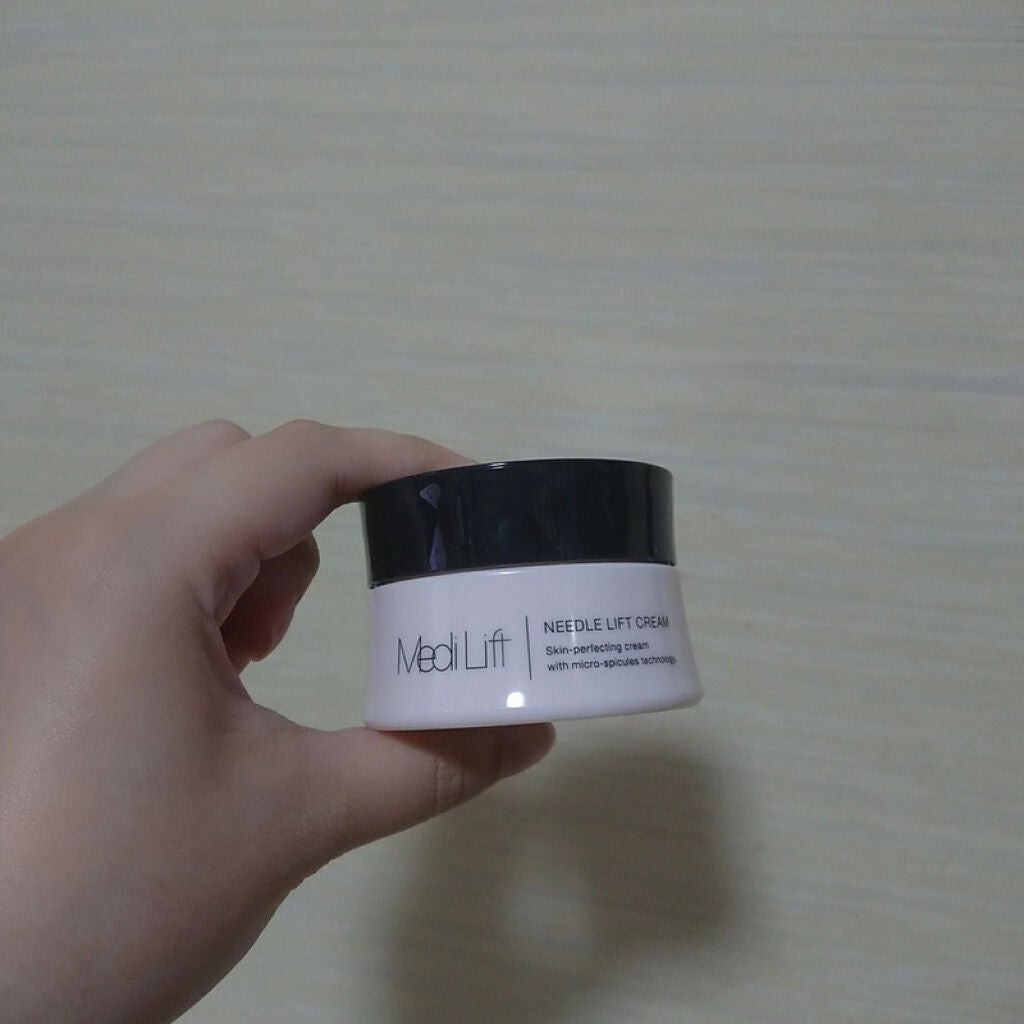 Medi Lift
NEEDLE LIFT CREAM
Skin-perfecting cream
with micro-spicules technology